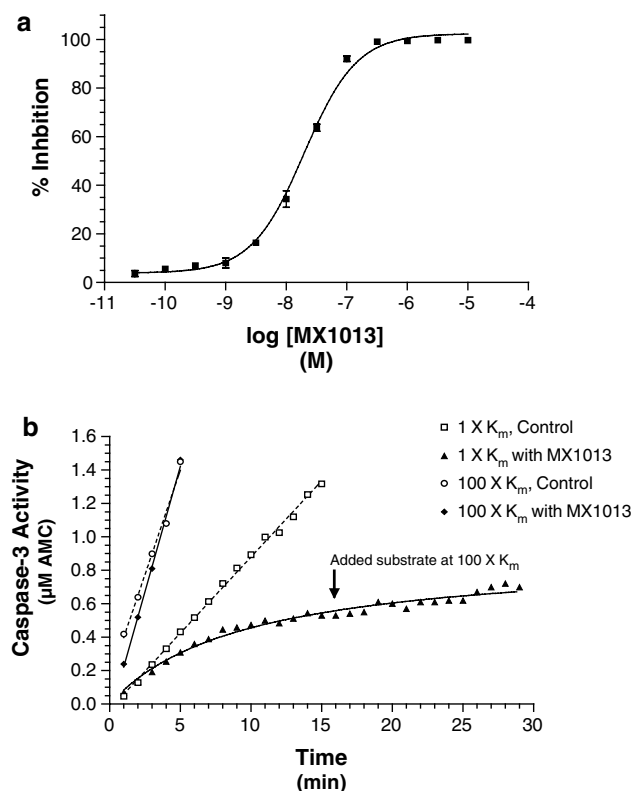 a
% Inhbition
100
80
60
40
20
0
-11 -10 -9 -8 -7 -6 -5 -4
log [MX1013]
(M)
b
1 X Km, Control
1 X Km with MX1013
100 X Km, Control
100 X Km with MX1013
Caspase-3 Activity
(µM AMC)
1.6
1.4
1.2
1.0
0.8
0.6
0.4
0.2
0.0
Added substrate at 100 X Km
0 5 10 15 20 25 30
Time
(min)